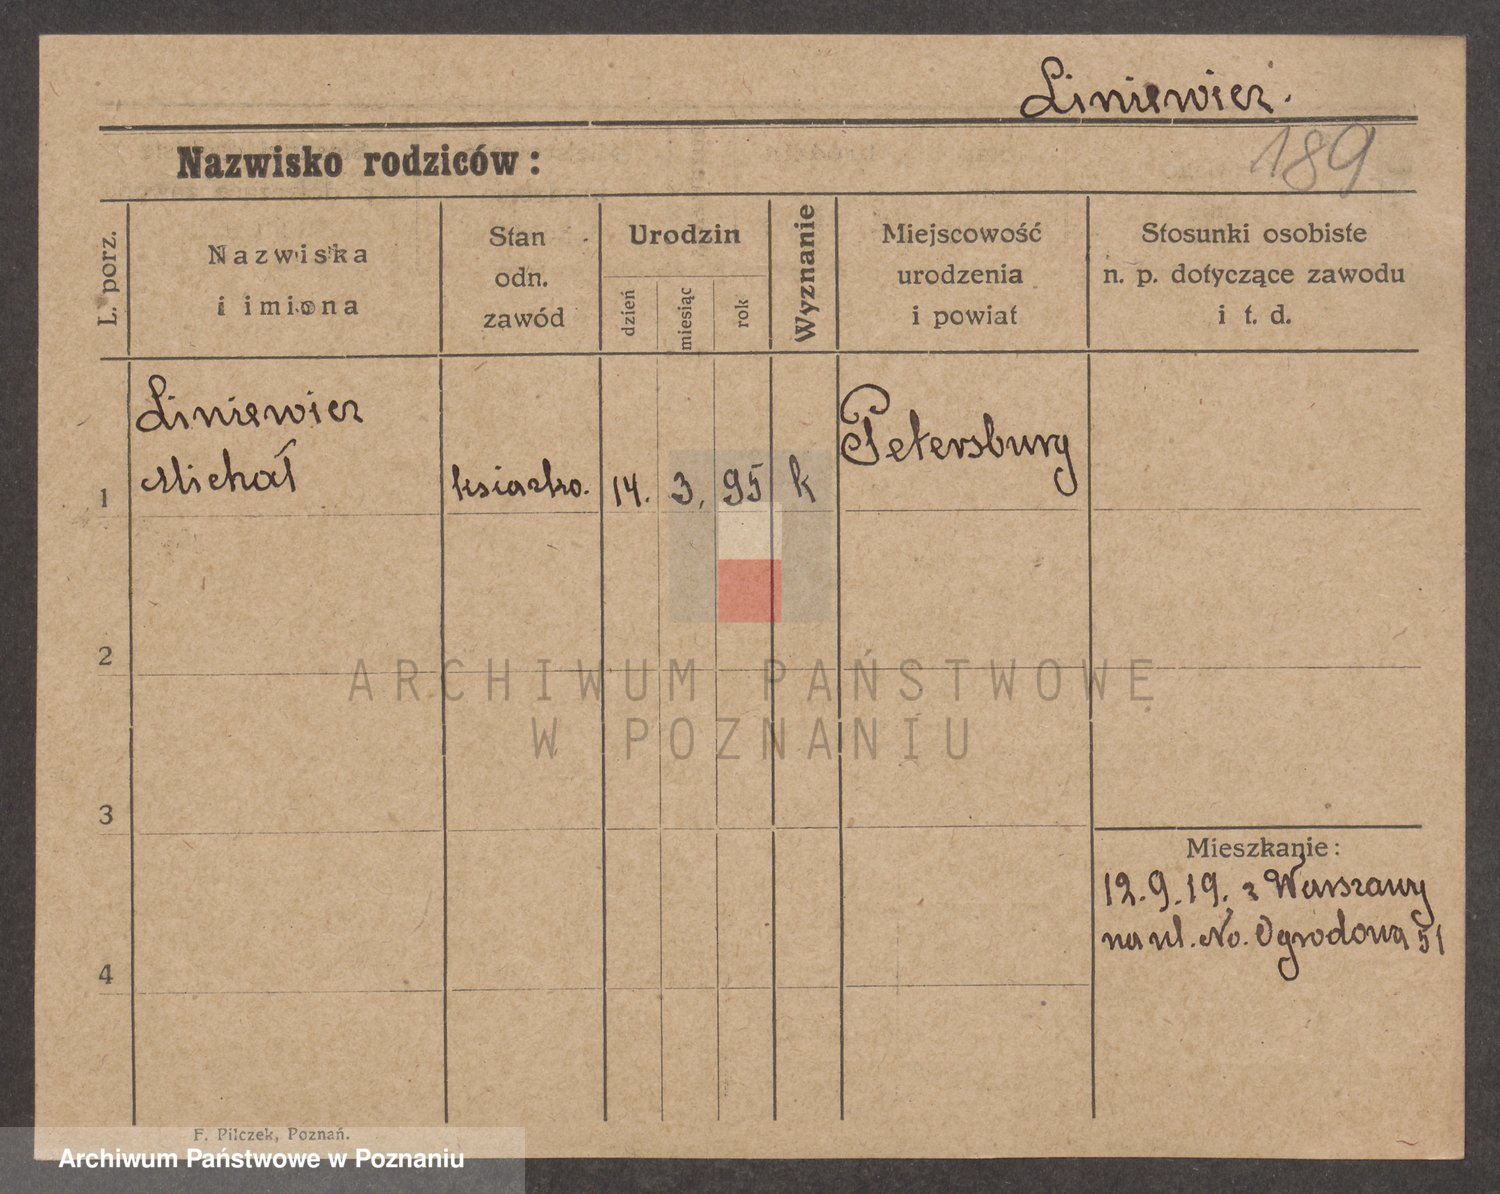 Liniewicz.
189
Nazwisko rodziców:
L. porz.
Nazwiska
i imiona
Stan
odn.
zawód
Urodzin
dzień
miesiąc
rok
Wyznanie
Miejscowość
urodzenia
i powiat
Stosunki osobiste
n. p. dotyczące zawodu
i t. d.
Liniewicz
Michał
1
14. 3. 95
k
Petersburg
2
ARCHIWUM PAŃSTWOWE
W POZNANIU
3
Mieszkanie:
12.9.19. z Warszawy
na ul. No. Ogrodowa 51
4
F. Pilczek, Poznań.
Archiwum Państwowe w Poznaniu